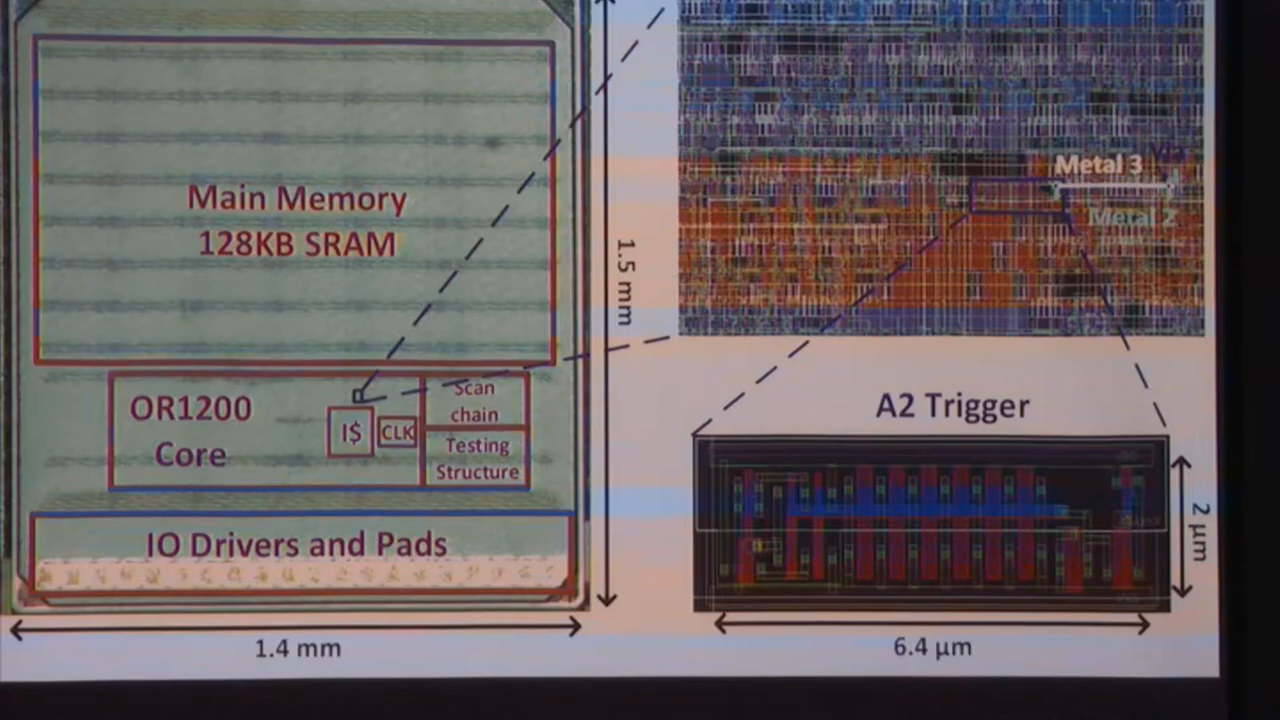 Main Memory
128KB SRAM
1.5 mm
OR1200
Core
I$
CLK
Scan
chain
Testing
Structure
IO Drivers and Pads
1.4 mm
Metal 3
Via
Metal 2
A2 Trigger
2 µm
6.4 µm